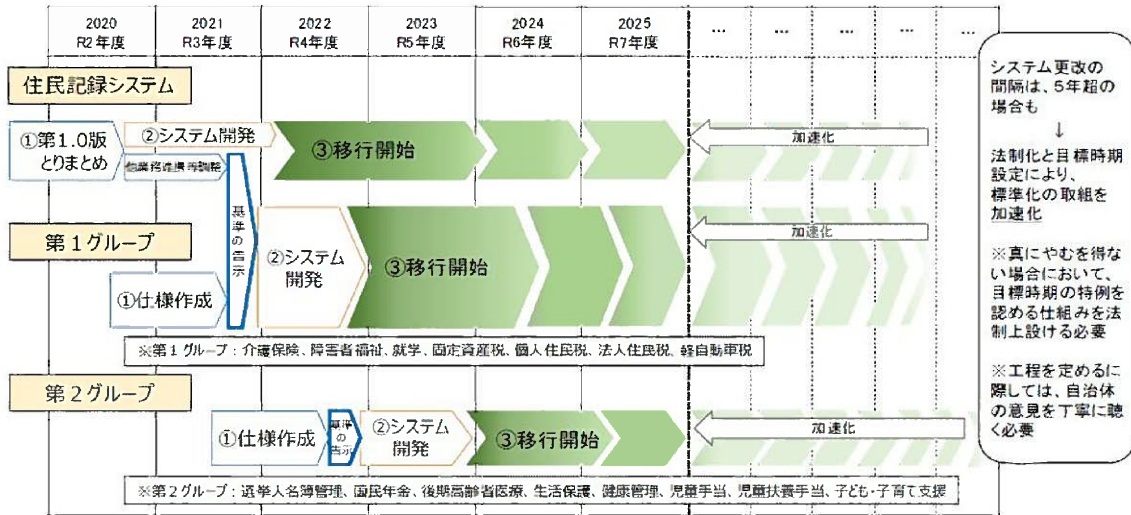 2020
R2年度
2021
R3年度
2022
R4年度
2023
R5年度
2024
R6年度
2025
R7年度
…
…
…
…
…
住民記録システム
①第1.0版
とりまとめ
②システム開発
他業務連携等調整
③移行開始
加速化
基準の告示
第1グループ
①仕様作成
②システム
開発
③移行開始
加速化
※第1グループ：介護保険、障害者福祉、就学、固定資産税、個人住民税、法人住民税、軽自動車税
第2グループ
①仕様作成
基準
の
告示
②システム
開発
③移行開始
加速化
※第2グループ：選挙人名簿管理、国民年金、後期高齢者医療、生活保護、健康管理、児童手当、児童扶養手当、子ども・子育て支援
システム更改の
間隔は、5年超の
場合も
↓
法制化と目標時期
設定により、
標準化の取組を
加速化
※真にやむを得な
い場合において、
目標時期の特例を
認める仕組みを法
制上設ける必要
※工程を定めるに
際しては、自治体
の意見を丁寧に聴
く必要